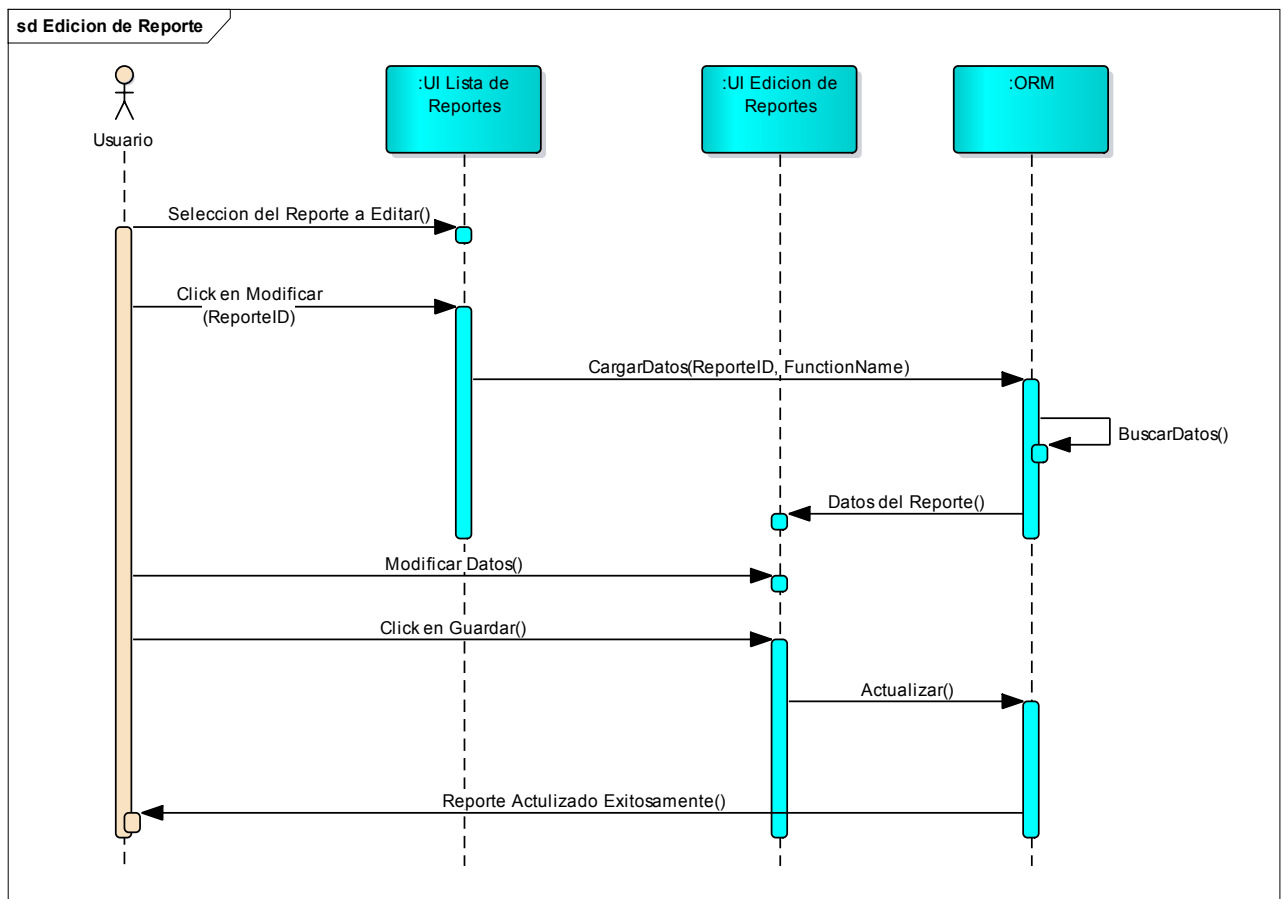 sd Edicion de Reporte
Usuario
:UI Lista de
Reportes
:UI Edicion de
Reportes
:ORM
Seleccion del Reporte a Editar()
Click en Modificar
(ReporteID)
CargarDatos(ReporteID, FunctionName)
BuscarDatos()
Datos del Reporte()
Modificar Datos()
Click en Guardar()
Actualizar()
Reporte Actulizado Exitosamente()